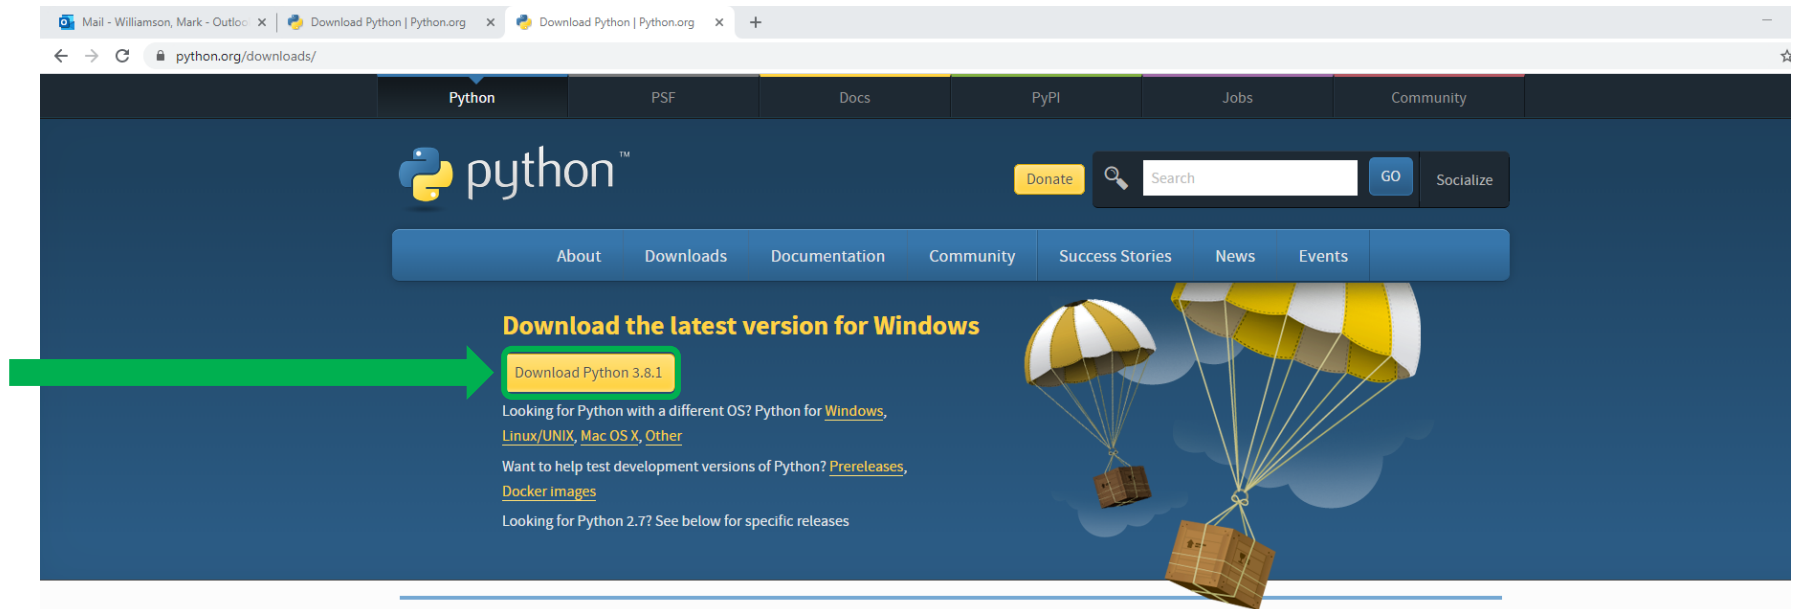 Mail - Williamson, Mark - Outloo
Download Python | Python.org
Download Python | Python.org
python.org/downloads/
Python PSF Docs PyPI Jobs Community
python™
Donate Search GO Socialize
About Downloads Documentation Community Success Stories News Events
Download the latest version for Windows
Download Python 3.8.1
Looking for Python with a different OS? Python for Windows,
Linux/UNIX, Mac OS X, Other
Want to help test development versions of Python? Prereleases,
Docker images
Looking for Python 2.7? See below for specific releases